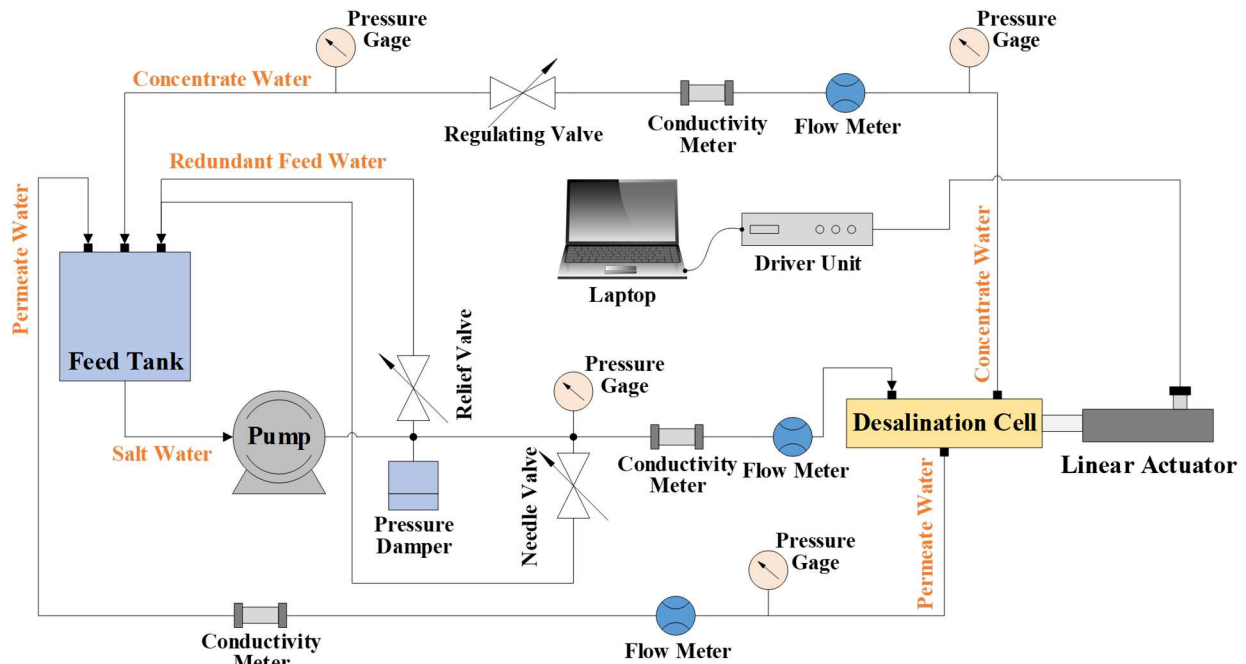 Pressure
Gage
Pressure
Gage
Concentrate Water
Regulating Valve
Conductivity
Meter
Flow Meter
Redundant Feed Water
Permeate Water
Concentrate Water
Driver Unit
Laptop
Feed Tank
Relief Valve
Pressure
Gage
Desalination Cell
Pump
Salt Water
Conductivity
Meter
Flow Meter
Linear Actuator
Needle Valve
Pressure
Damper
Pressure
Gage
Permeate Water
Conductivity
Meter
Flow Meter